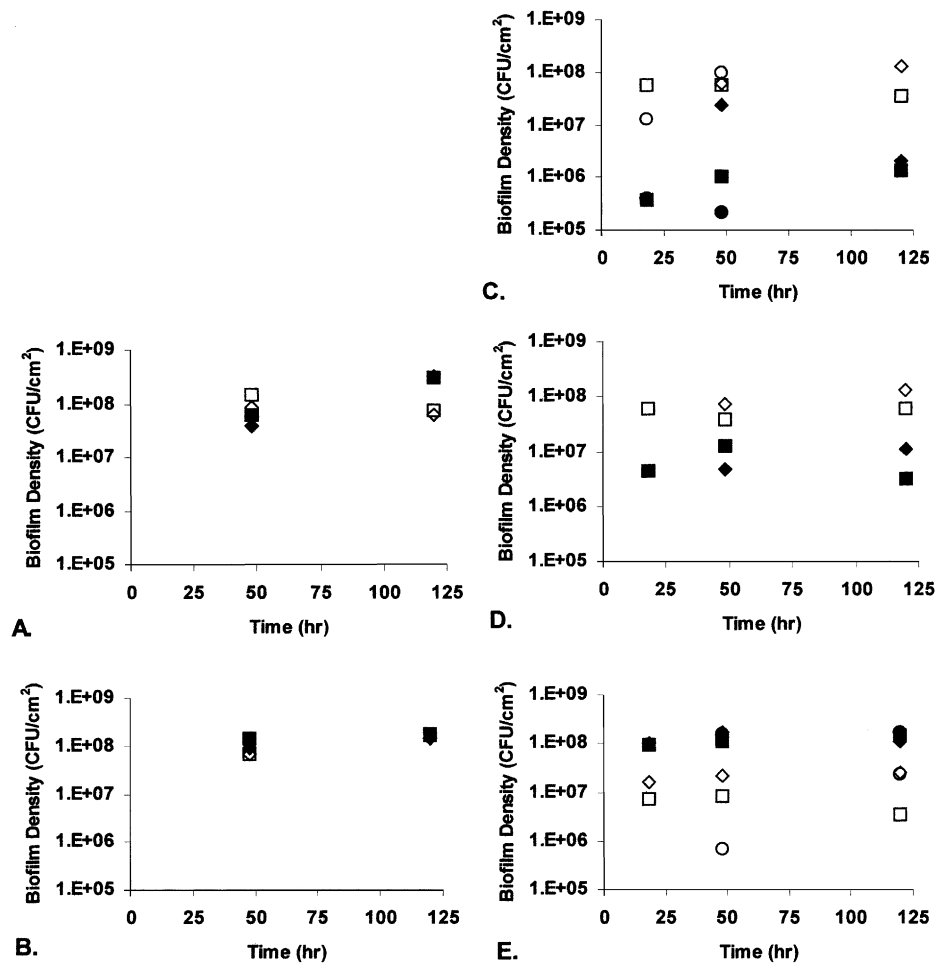 1.E+09
1.E+08
1.E+07
1.E+06
1.E+05
Biofilm Density (CFU/cm²)
0 25 50 75 100 125
Time (hr)
C.
1.E+09
1.E+08
1.E+07
1.E+06
1.E+05
Biofilm Density (CFU/cm²)
0 25 50 75 100 125
Time (hr)
A.
1.E+09
1.E+08
1.E+07
1.E+06
1.E+05
Biofilm Density (CFU/cm²)
0 25 50 75 100 125
Time (hr)
D.
1.E+09
1.E+08
1.E+07
1.E+06
1.E+05
Biofilm Density (CFU/cm²)
0 25 50 75 100 125
Time (hr)
B.
1.E+09
1.E+08
1.E+07
1.E+06
1.E+05
Biofilm Density (CFU/cm²)
0 25 50 75 100 125
Time (hr)
E.